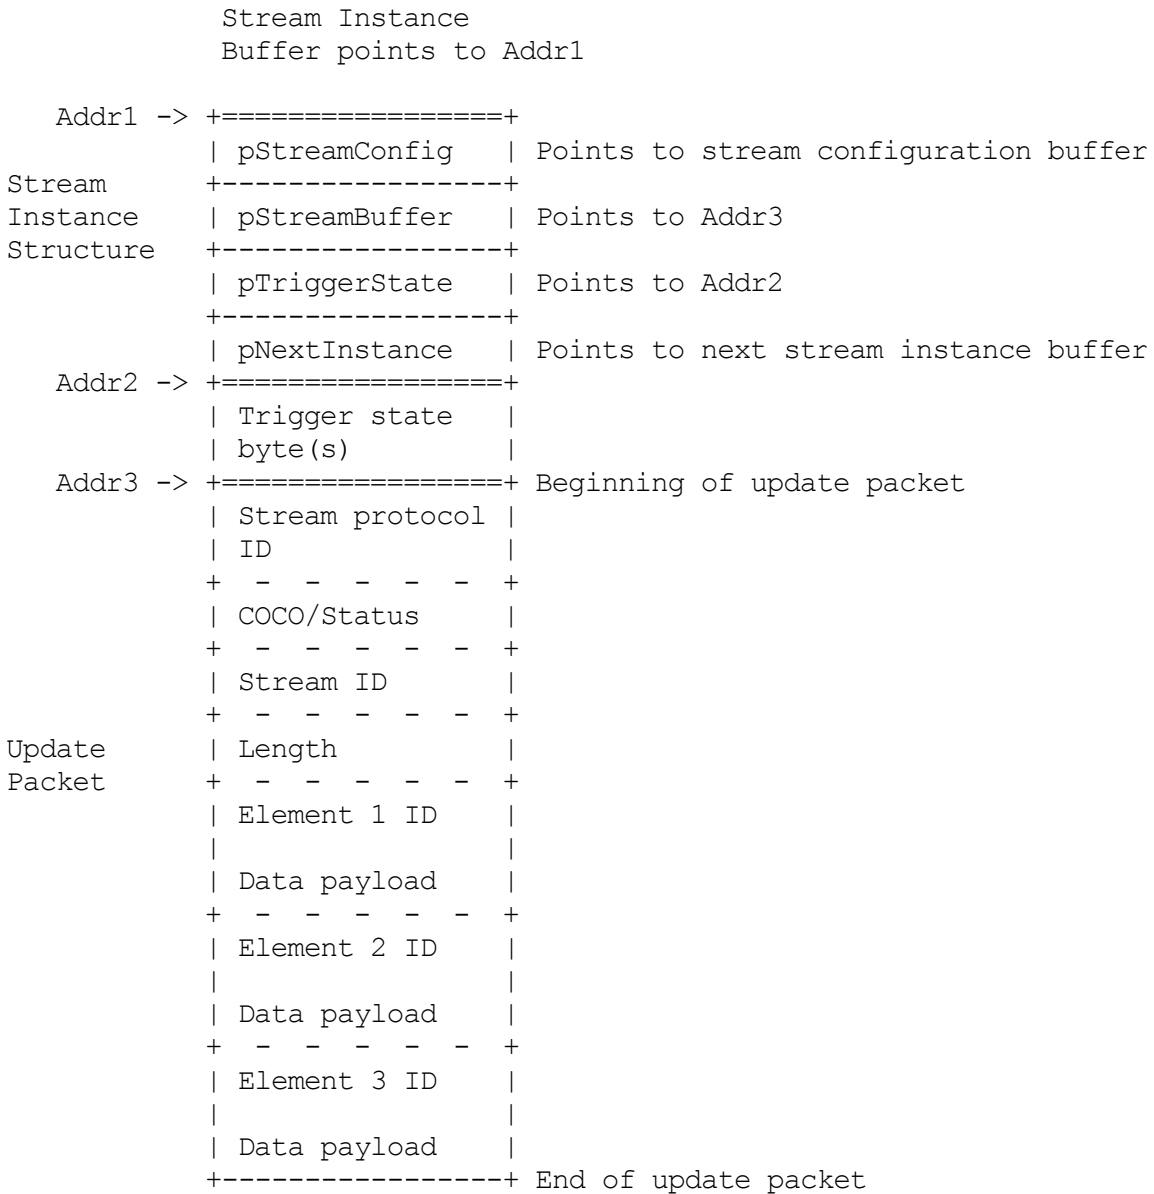 Stream Instance
Buffer points to Addr1
Addr1 -> +=================+
| pStreamConfig   | Points to stream configuration buffer
Stream      +-----------------+
Instance    | pStreamBuffer   | Points to Addr3
Structure   +-----------------+
| pTriggerState   | Points to Addr2
+-----------------+
| pNextInstance   | Points to next stream instance buffer
Addr2 -> +=================+
| Trigger state   |
| byte(s)         |
Addr3 -> +=================+ Beginning of update packet
| Stream protocol |
| ID              |
+  -  -  -  -  -  +
| COCO/Status     |
+  -  -  -  -  -  +
| Stream ID       |
+  -  -  -  -  -  +
Update      | Length          |
Packet      +  -  -  -  -  -  +
| Element 1 ID    |
|                 |
| Data payload    |
+  -  -  -  -  -  +
| Element 2 ID    |
|                 |
| Data payload    |
+  -  -  -  -  -  +
| Element 3 ID    |
|                 |
| Data payload    |
+-----------------+ End of update packet